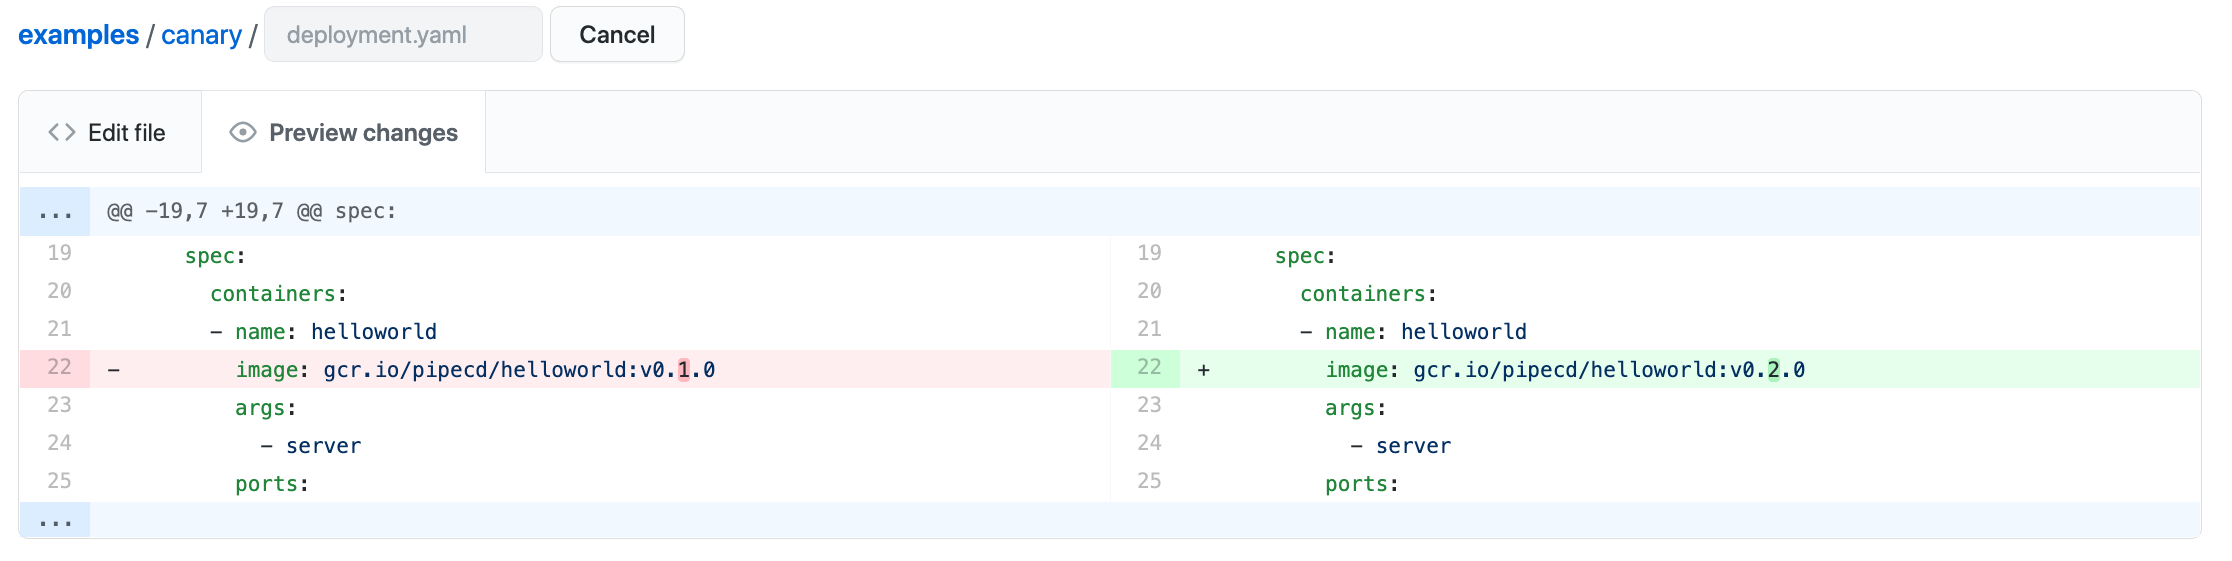 examples / canary / deployment.yaml Cancel
<> Edit file Preview changes
... @@ -19,7 +19,7 @@ spec:
19 spec: 19 spec:
20 containers: 20 containers:
21 - name: helloworld 21 - name: helloworld
22 - image: gcr.io/pipecd/helloworld:v0.1.0 22 + image: gcr.io/pipecd/helloworld:v0.2.0
23 args: 23 args:
24 - server 24 - server
25 ports: 25 ports:
...